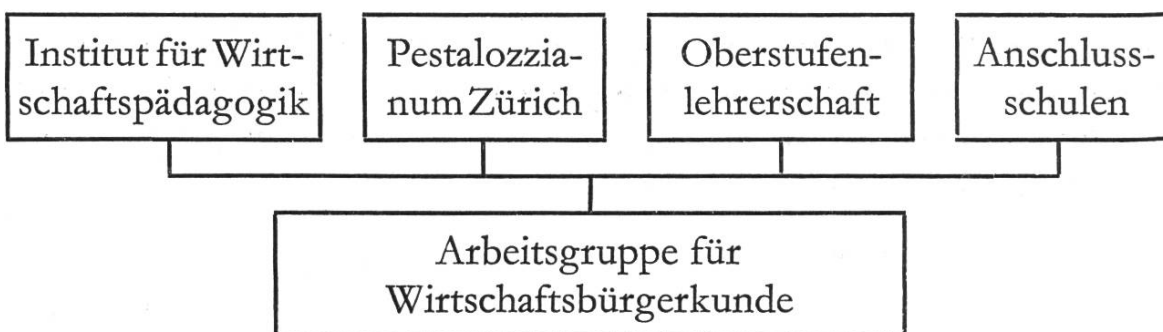 Institut für Wirt-
schaftspädagogik
Pestalozzia-
num Zürich
Oberstufen-
lehrerschaft
Anschluss-
schulen
Arbeitsgruppe für
Wirtschaftsbürgerkunde